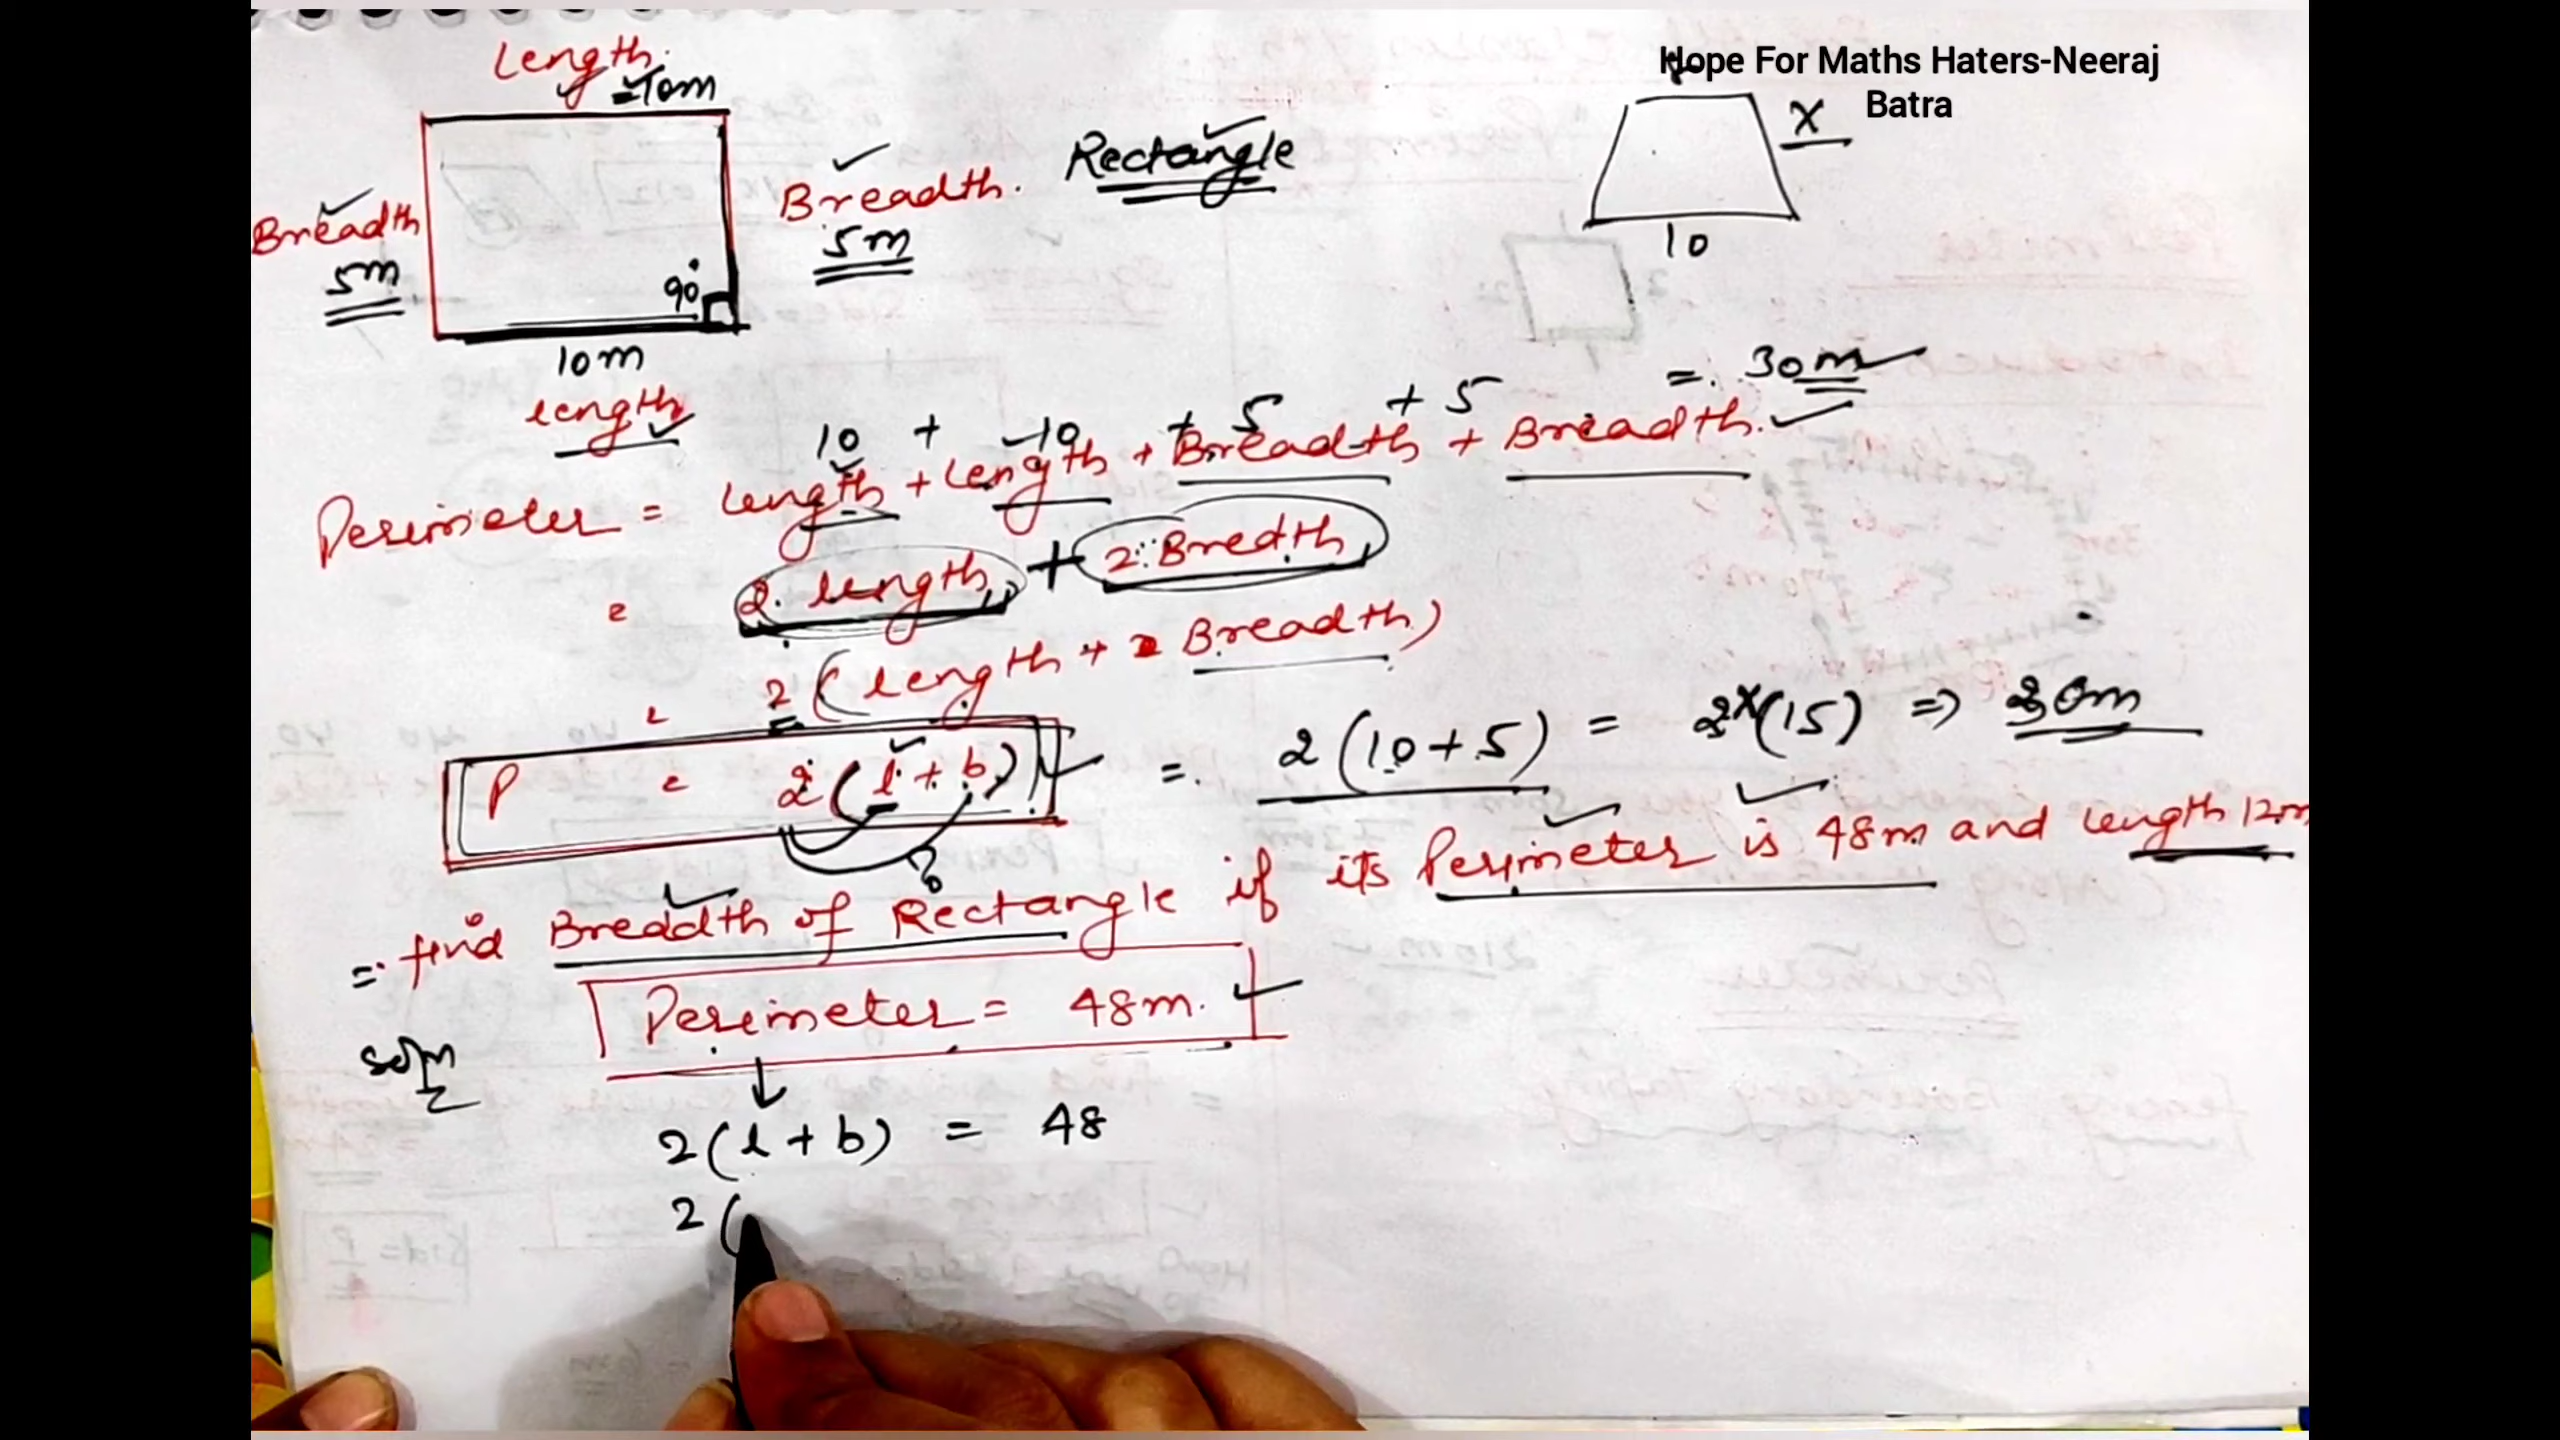 Hope For Maths Haters-Neeraj
Batra
Length
= 10m
Breadth
5m
Breadth.
5m
Rectangle
90°
10m
length
x
10
10 + 10 + 5 + 5 = 30m
Perimeter = Length + Length + Breadth + Breadth.
= 2. length + 2. Bredth
= 2 (length + 2 Breadth)
P = 2(l + b) = 2(10+5) = 2x(15) => 30m
=. find Breadth of Rectangle if its Perimeter is 48m and length 12m
Perimeter = 48m.
soln
2(l + b) = 48
2(